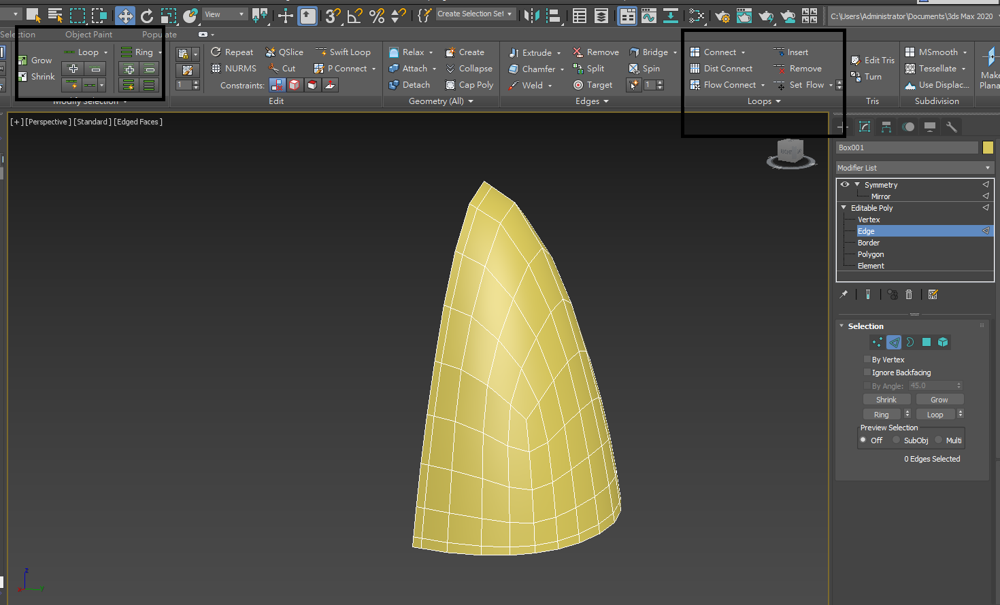 View
3
Create Selection Set
C:\Users\Administrator\Documents\3ds Max 2020
Selection
Object Paint
Populate
Grow
Shrink
Loop
Ring
Modify Selection
1
Repeat
QSlice
Swift Loop
NURMS
Cut
P Connect
Constraints:
Edit
Relax
Create
Attach
Collapse
Detach
Cap Poly
Geometry (All)
Extrude
Remove
Bridge
Chamfer
Split
Spin
Weld
Target
1
Edges
Connect
Insert
Dist Connect
Remove
Flow Connect
Set Flow
Loops
Edit Tris
Turn
Tris
MSmooth
Tessellate
Use Displac...
Subdivision
Make
Plana
[+] [Perspective ] [Standard ] [Edged Faces ]
RIGHT
z
x
y
Box001
Modifier List
Symmetry
Mirror
Editable Poly
Vertex
Edge
Border
Polygon
Element
Selection
By Vertex
Ignore Backfacing
By Angle: 45.0
Shrink Grow
Ring Loop
Preview Selection
Off SubObj Multi
0 Edges Selected